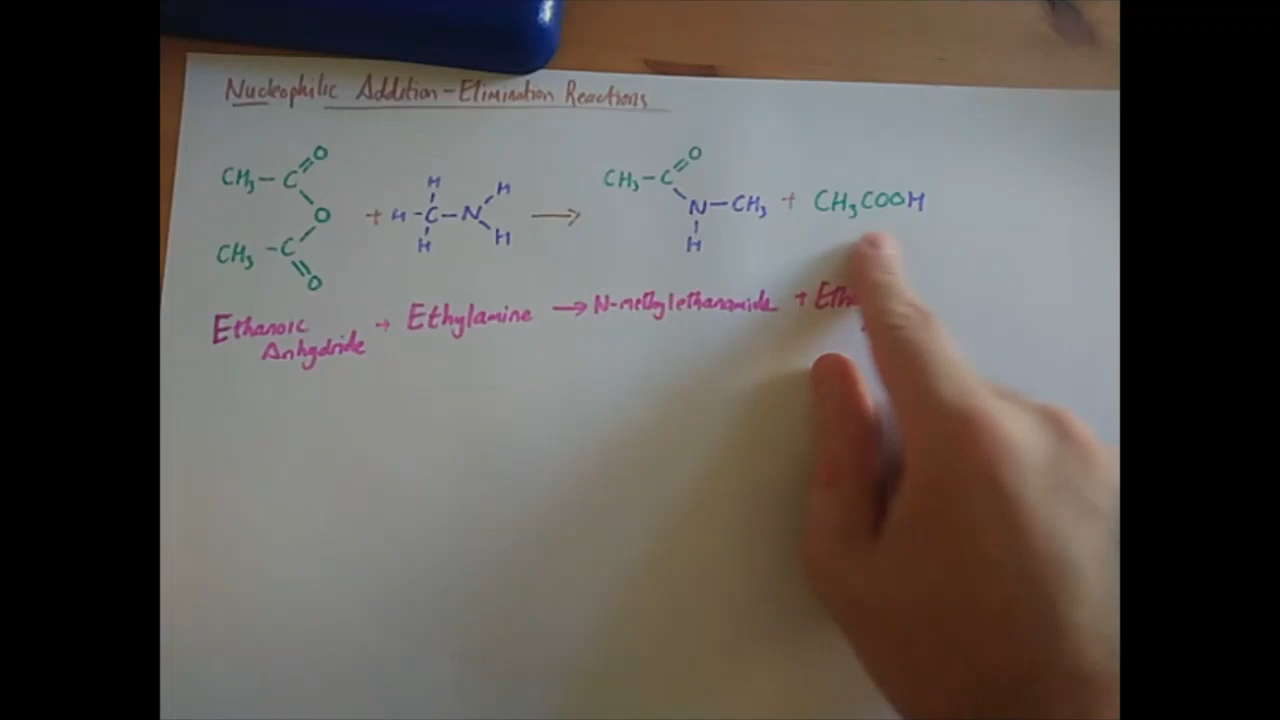 Nucleophilic Addition-Elimination Reactions
CH₃-C=O
O
CH₃-C=O
+ H-C-N
H
H
H
H
→
CH₃-C=O
N-CH₃
H
+ CH₃COOH
Ethanoic Anhydride + Ethylamine → N-methylethanamide +